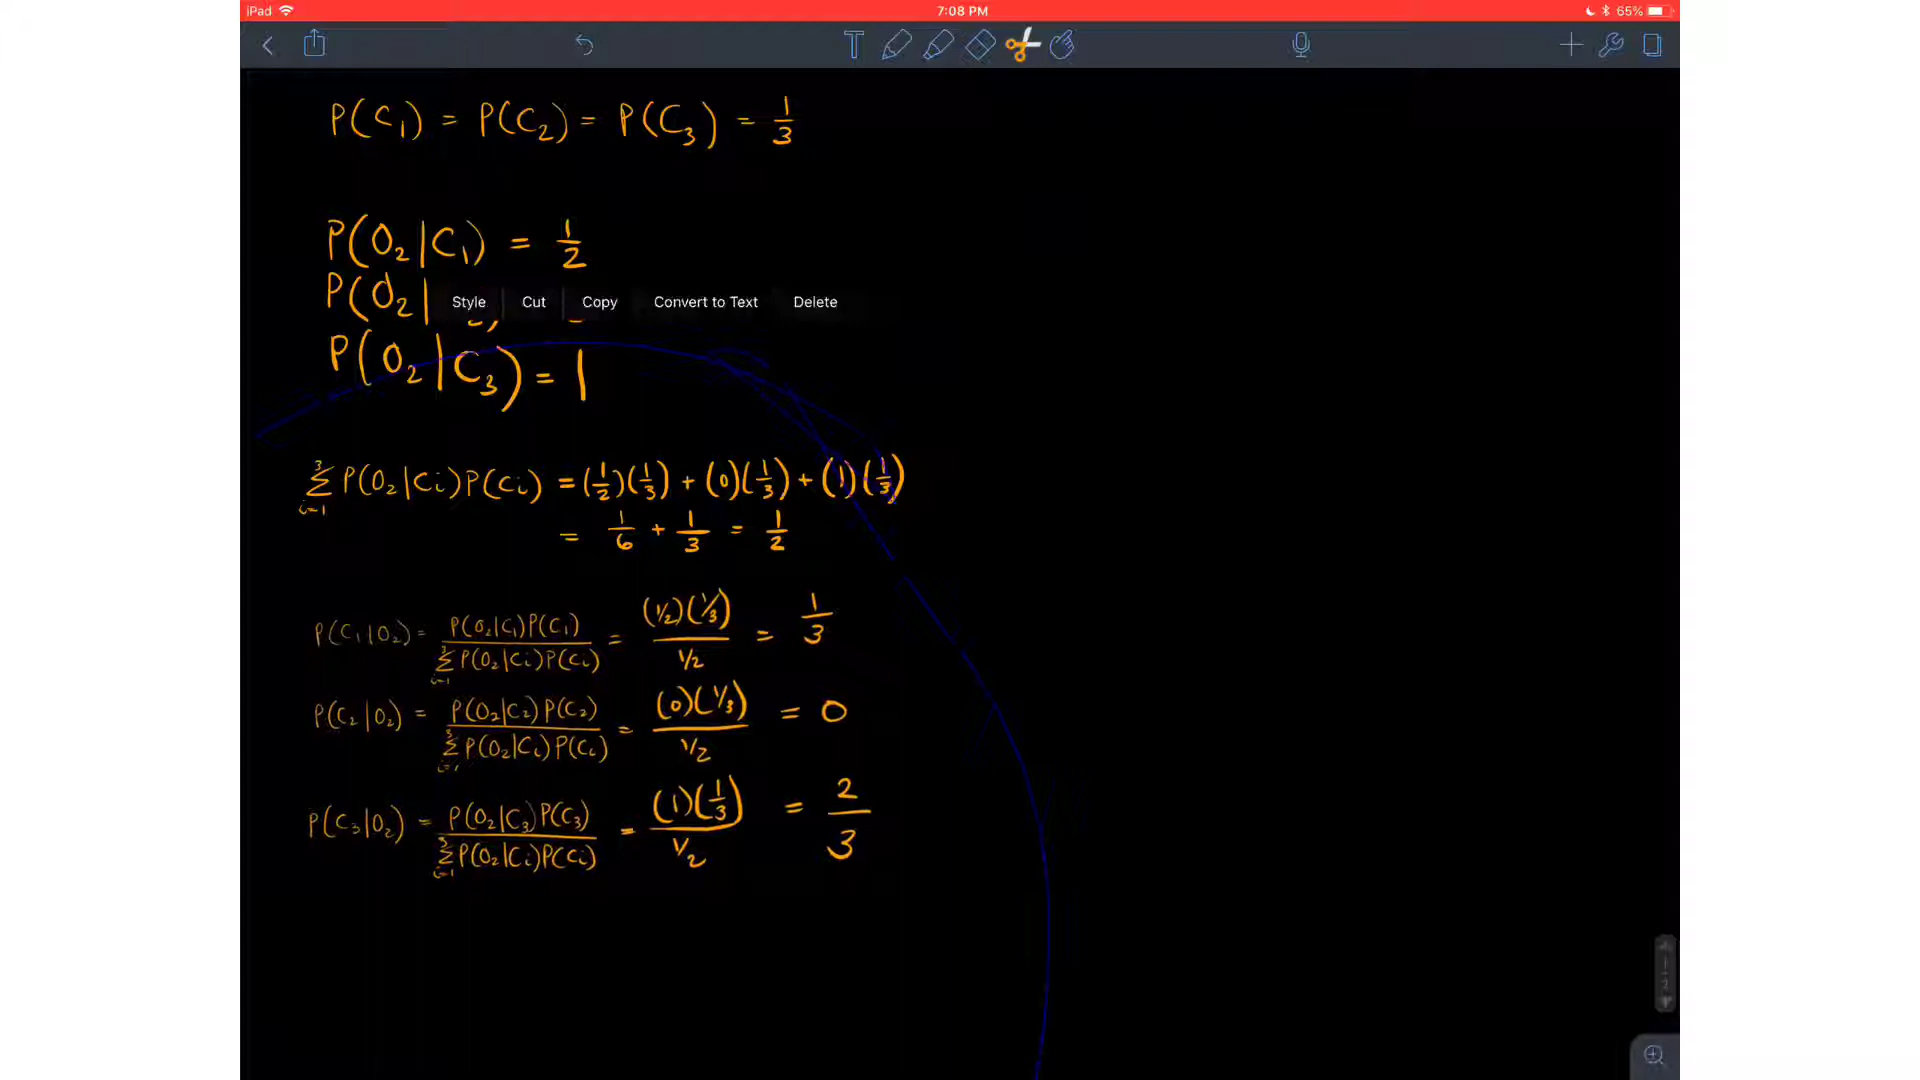 iPad 7:08 PM 65%
T
P(C₁) = P(C₂) = P(C₃) = 1/3
P(O₂|C₁) = 1/2
P(O₂|
Style Cut Copy Convert to Text Delete
P(O₂|C₃) = 1
3 Σ i=1 P(O₂|Ci)P(Ci) = (1/2)(1/3) + (0)(1/3) + (1)(1/3)
= 1/6 + 1/3 = 1/2
P(C₁|O₂) = P(O₂|C₁)P(C₁) / 3 Σ i=1 P(O₂|Ci)P(Ci) = (1/2)(1/3) / 1/2 = 1/3
P(C₂|O₂) = P(O₂|C₂)P(C₂) / 3 Σ i=1 P(O₂|Ci)P(Ci) = (0)(1/3) / 1/2 = 0
P(C₃|O₂) = P(O₂|C₃)P(C₃) / 3 Σ i=1 P(O₂|Ci)P(Ci) = (1)(1/3) / 1/2 = 2/3